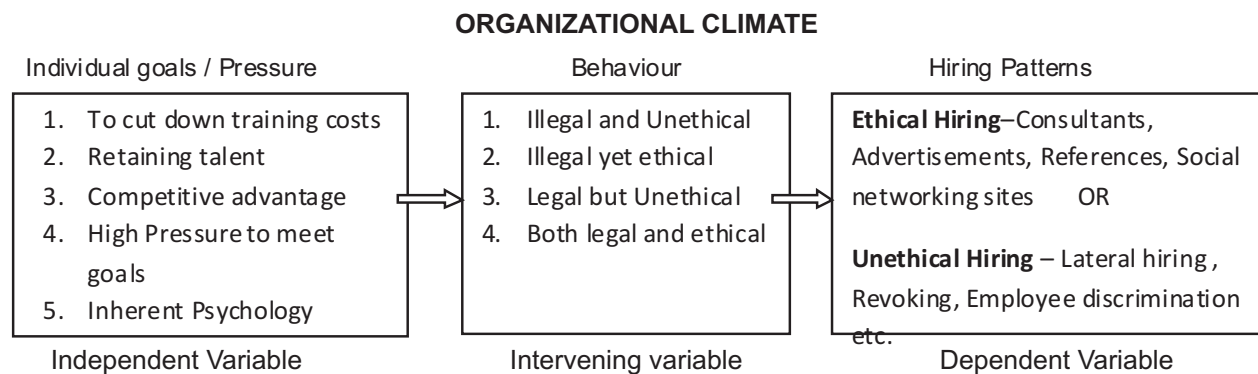 ORGANIZATIONAL CLIMATE
Individual goals / Pressure
1. To cut down training costs
2. Retaining talent
3. Competitive advantage
4. High Pressure to meet
goals
5. Inherent Psychology
Independent Variable
Behaviour
1. Illegal and Unethical
2. Illegal yet ethical
3. Legal but Unethical
4. Both legal and ethical
Intervening variable
Hiring Patterns
Ethical Hiring–Consultants,
Advertisements, References, Social
networking sites OR
Unethical Hiring – Lateral hiring ,
Revoking, Employee discrimination
etc.
Dependent Variable